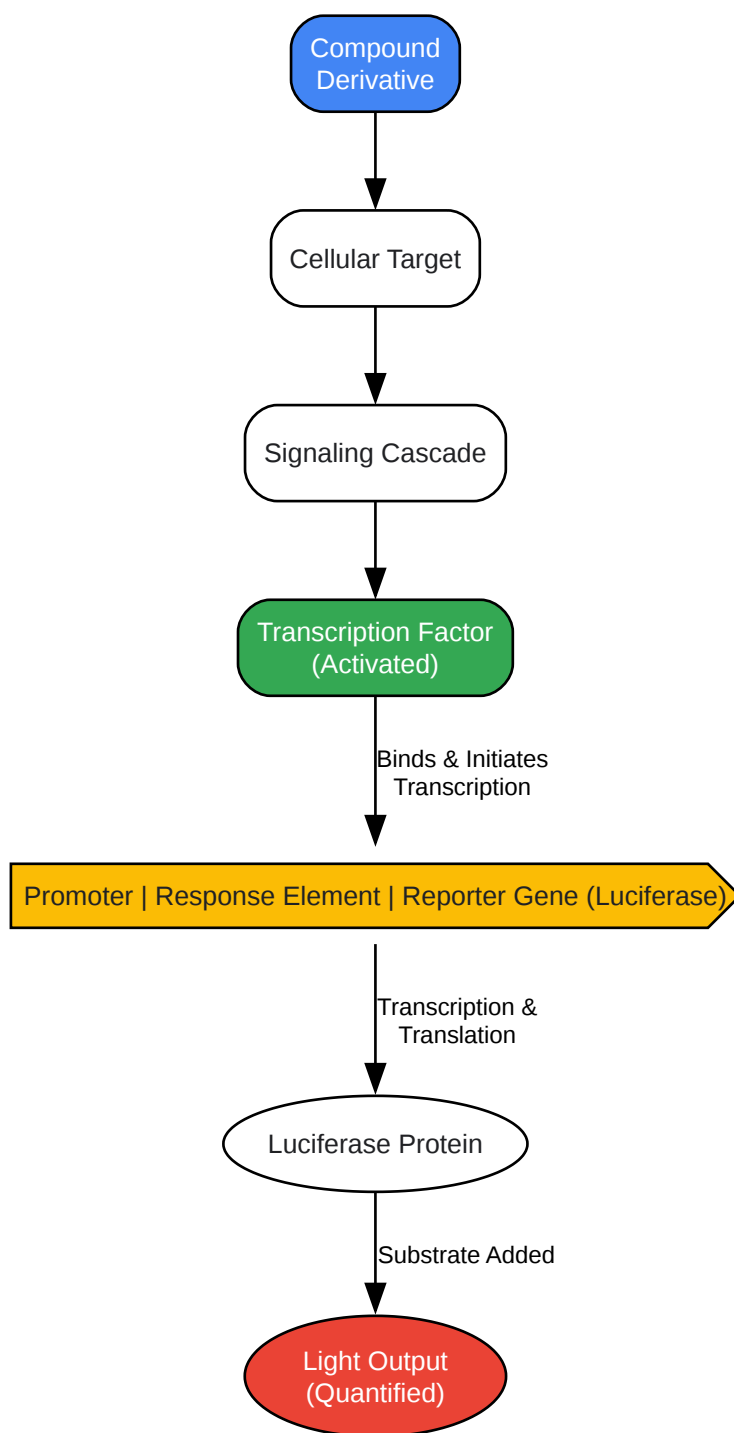 Compound
Derivative
Cellular Target
Signaling Cascade
Transcription Factor
(Activated)
Binds & Initiates
Transcription
Promoter | Response Element | Reporter Gene (Luciferase)
Transcription &
Translation
Luciferase Protein
Substrate Added
Light Output
(Quantified)